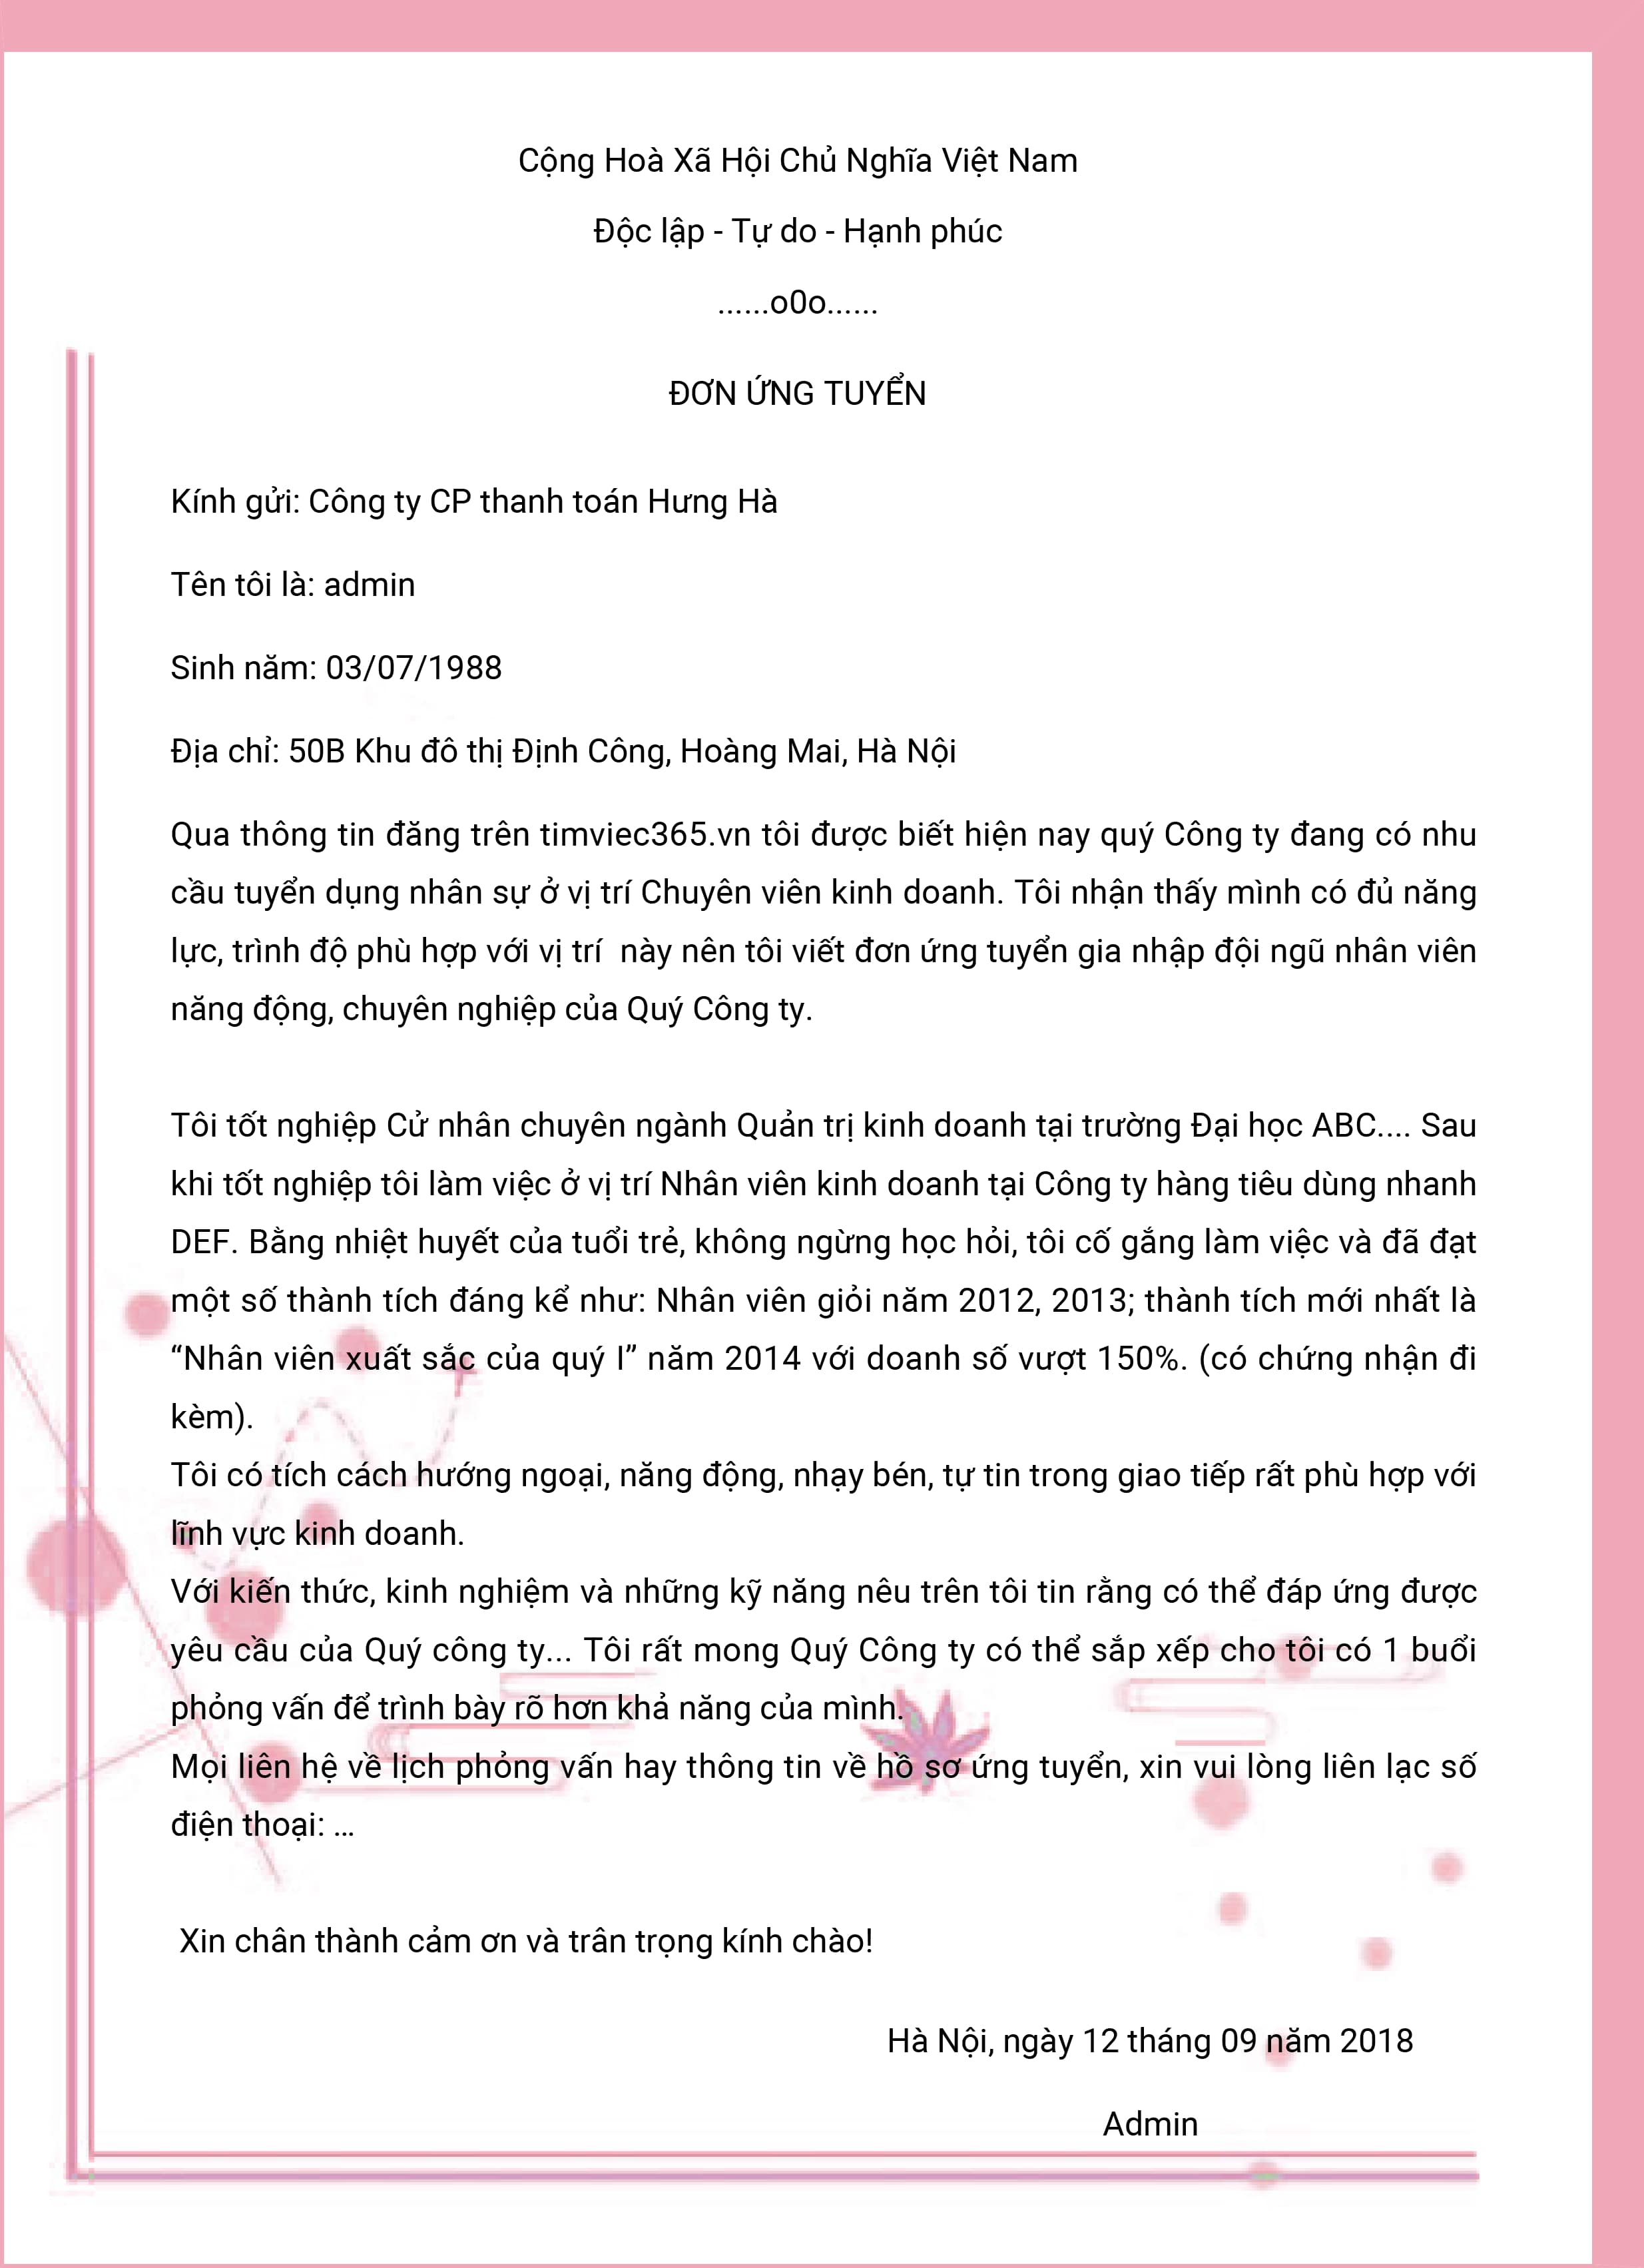 Cộng Hoà Xã Hội Chủ Nghĩa Việt Nam
Độc lập - Tự do - Hạnh phúc
......o0o......
ĐƠN ỨNG TUYỂN
Kính gửi: Công ty CP thanh toán Hưng Hà
Tên tôi là: admin
Sinh năm: 03/07/1988
Địa chỉ: 50B Khu đô thị Định Công, Hoàng Mai, Hà Nội
Qua thông tin đăng trên timviec365.vn tôi được biết hiện nay quý Công ty đang có nhu
cầu tuyển dụng nhân sự ở vị trí Chuyên viên kinh doanh. Tôi nhận thấy mình có đủ năng
lực, trình độ phù hợp với vị trí  này nên tôi viết đơn ứng tuyển gia nhập đội ngũ nhân viên
năng động, chuyên nghiệp của Quý Công ty.
Tôi tốt nghiệp Cử nhân chuyên ngành Quản trị kinh doanh tại trường Đại học ABC.... Sau
khi tốt nghiệp tôi làm việc ở vị trí Nhân viên kinh doanh tại Công ty hàng tiêu dùng nhanh
DEF. Bằng nhiệt huyết của tuổi trẻ, không ngừng học hỏi, tôi cố gắng làm việc và đã đạt
một số thành tích đáng kể như: Nhân viên giỏi năm 2012, 2013; thành tích mới nhất là
“Nhân viên xuất sắc của quý I” năm 2014 với doanh số vượt 150%. (có chứng nhận đi
kèm).
Tôi có tích cách hướng ngoại, năng động, nhạy bén, tự tin trong giao tiếp rất phù hợp với
lĩnh vực kinh doanh.
Với kiến thức, kinh nghiệm và những kỹ năng nêu trên tôi tin rằng có thể đáp ứng được
yêu cầu của Quý công ty... Tôi rất mong Quý Công ty có thể sắp xếp cho tôi có 1 buổi
phỏng vấn để trình bày rõ hơn khả năng của mình.
Mọi liên hệ về lịch phỏng vấn hay thông tin về hồ sơ ứng tuyển, xin vui lòng liên lạc số
điện thoại: ...
Xin chân thành cảm ơn và trân trọng kính chào!
Hà Nội, ngày 12 tháng 09 năm 2018
Admin